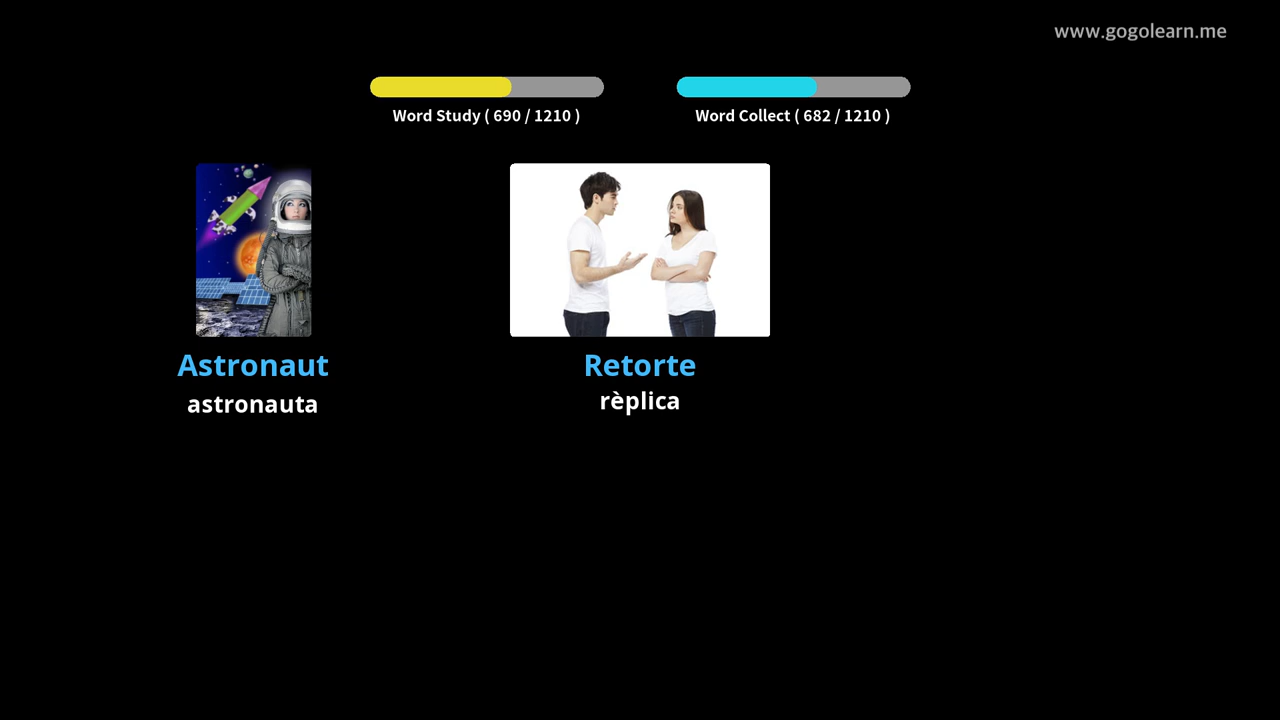 www.gogolearn.me
Word Study ( 690 / 1210 )
Word Collect ( 682 / 1210 )
Astronaut
astronauta
Retorte
rèplica